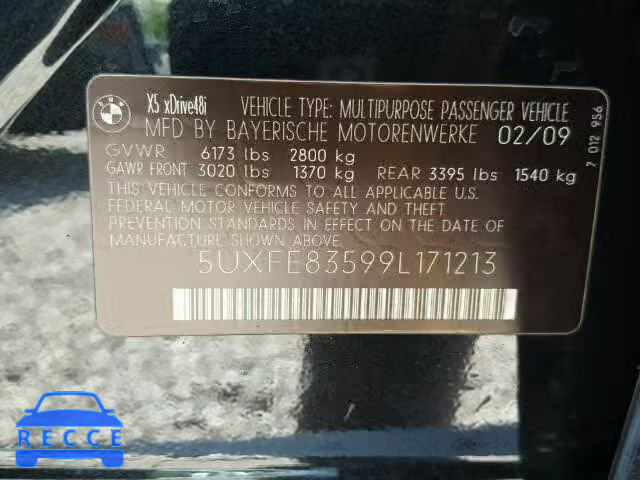 BMW
X5 xDrive48i VEHICLE TYPE: MULTIPURPOSE PASSENGER VEHICLE
MFD BY BAYERISCHE MOTORENWERKE 02/09
GVWR 6173 lbs 2800 kg
GAWR FRONT 3020 lbs 1370 kg REAR 3395 lbs 1540 kg
THIS VEHICLE CONFORMS TO ALL APPLICABLE U.S.
FEDERAL MOTOR VEHICLE SAFETY AND THEFT
PREVENTION STANDARDS IN EFFECT ON THE DATE OF
MANUFACTURE SHOWN ABOVE.
5UXFE83599L171213
7 012 956
RECCE